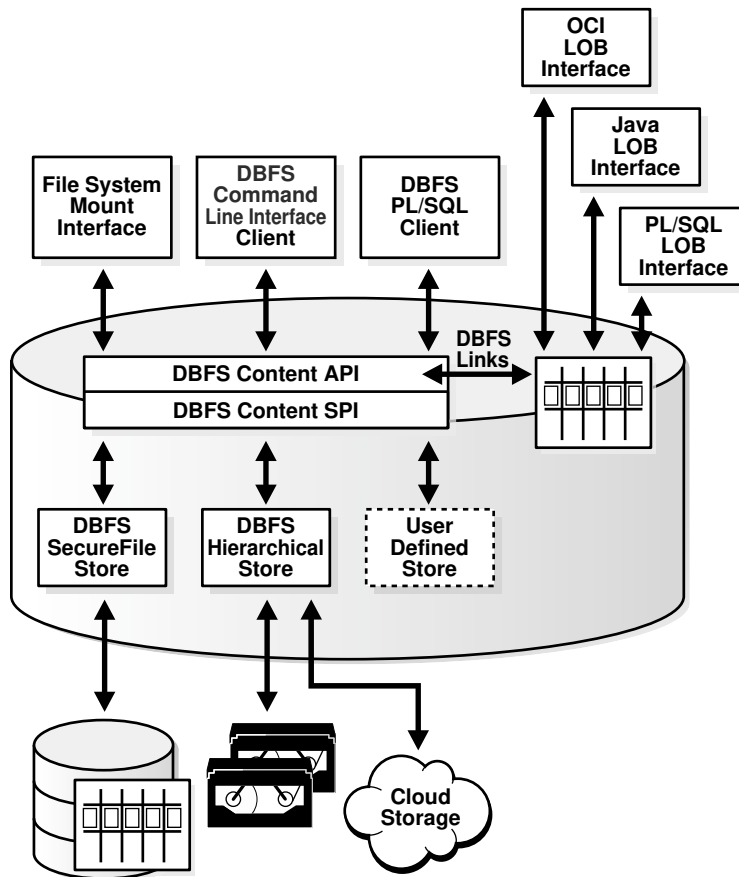 OCI
LOB
Interface
Java
LOB
Interface
PL/SQL
LOB
Interface
File System
Mount
Interface
DBFS
Command
Line Interface
Client
DBFS
PL/SQL
Client
DBFS
Links
DBFS Content API
DBFS Content SPI
DBFS
SecureFile
Store
DBFS
Hierarchical
Store
User
Defined
Store
Cloud
Storage